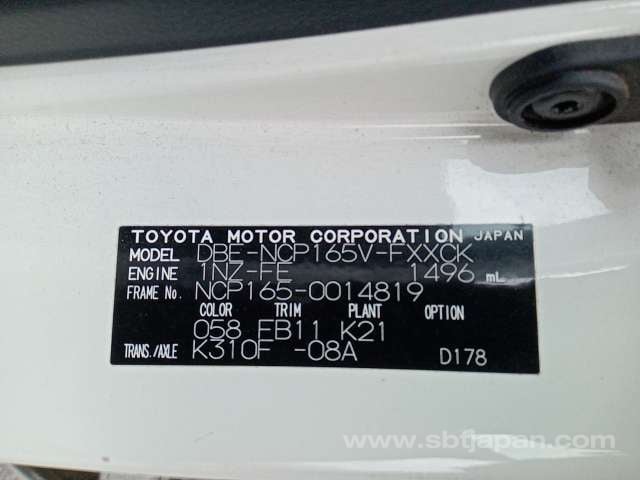 TOYOTA MOTOR CORPORATION JAPAN
MODEL DBE-NCP165V-FXXCK
ENGINE 1NZ-FE 1496 mL
FRAME No. NCP165-0014819
COLOR TRIM PLANT OPTION
058 FB11 K21
TRANS./AXLE K310F -08A D178
www.sbtjapan.com